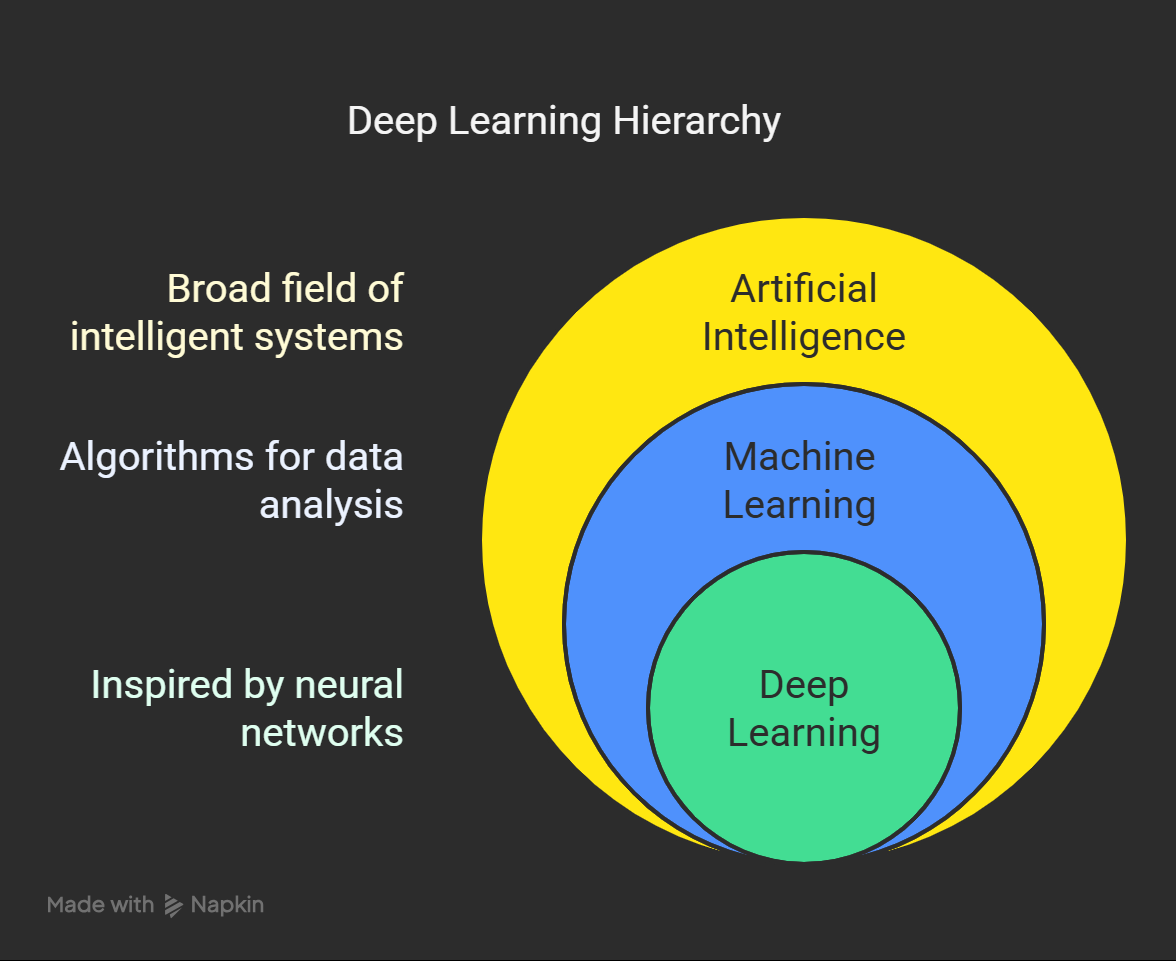 Deep Learning Hierarchy
Broad field of
intelligent systems
Artificial
Intelligence
Algorithms for data
analysis
Machine
Learning
Inspired by neural
networks
Deep
Learning
Made with Napkin